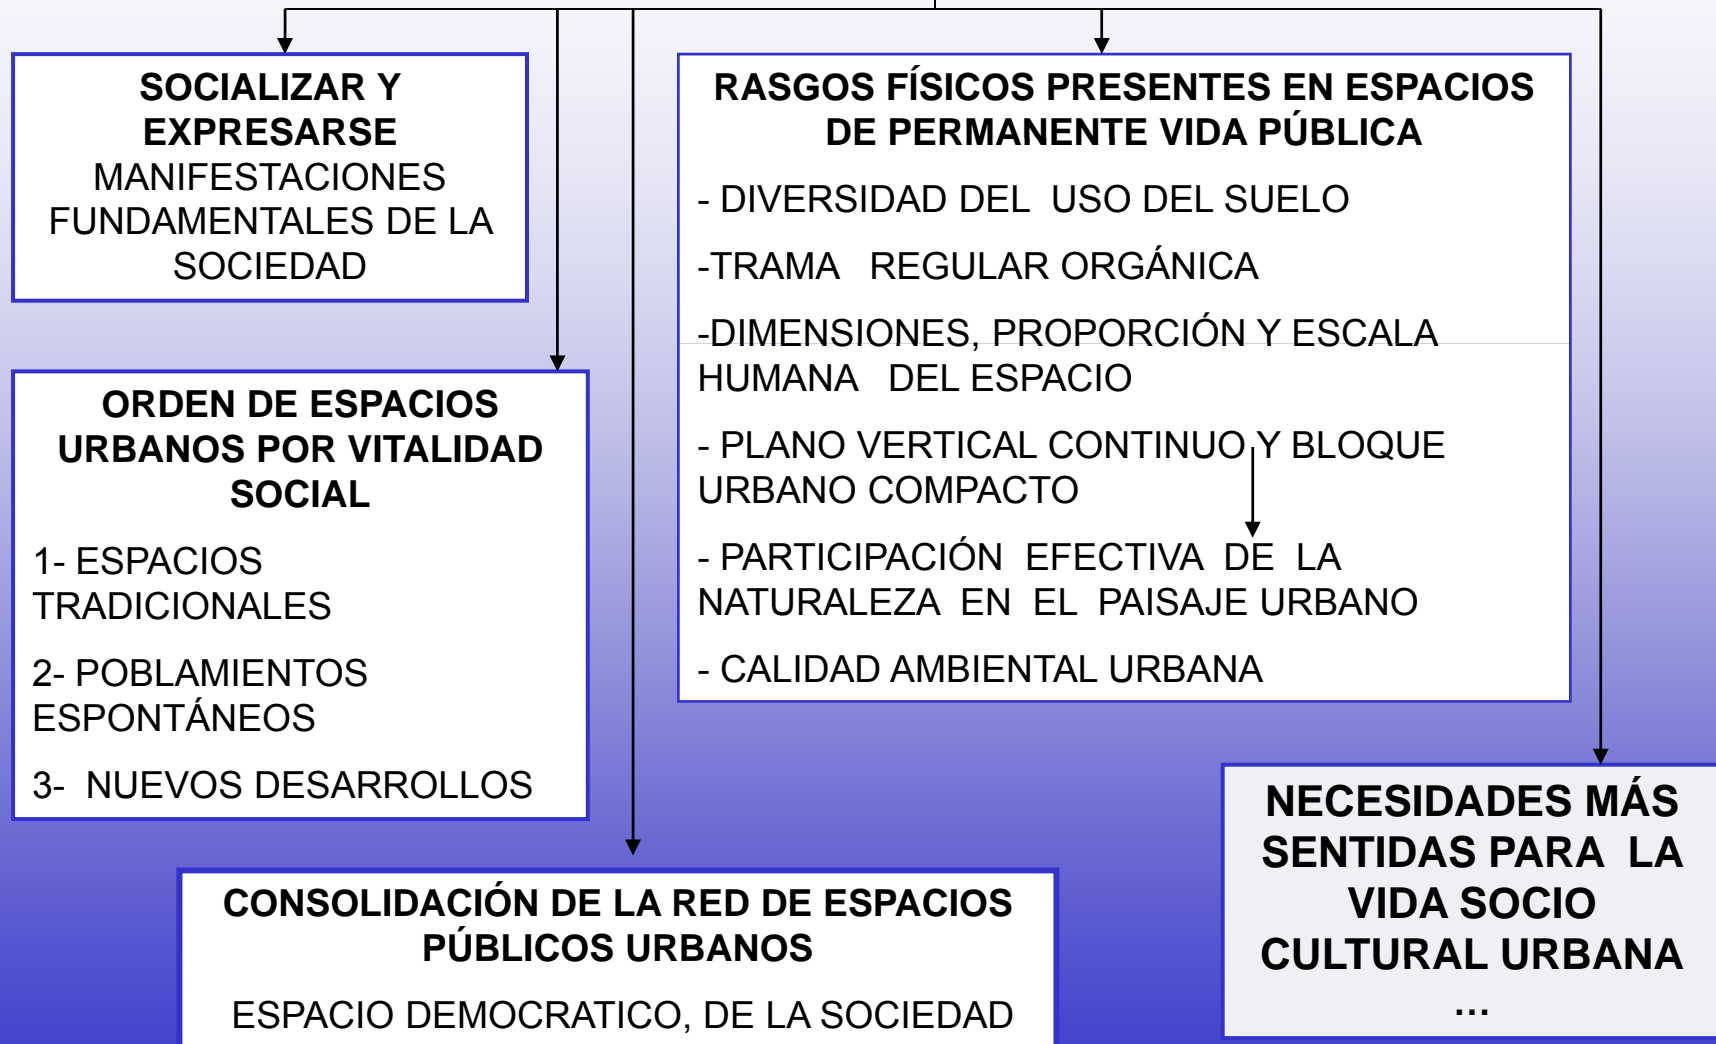 SOCIALIZAR Y
EXPRESARSE
MANIFESTACIONES
FUNDAMENTALES DE LA
SOCIEDAD
RASGOS FÍSICOS PRESENTES EN ESPACIOS
DE PERMANENTE VIDA PÚBLICA
- DIVERSIDAD DEL USO DEL SUELO
-TRAMA REGULAR ORGÁNICA
-DIMENSIONES, PROPORCIÓN Y ESCALA
HUMANA DEL ESPACIO
- PLANO VERTICAL CONTINUO Y BLOQUE
URBANO COMPACTO
- PARTICIPACIÓN EFECTIVA DE LA
NATURALEZA EN EL PAISAJE URBANO
- CALIDAD AMBIENTAL URBANA
ORDEN DE ESPACIOS
URBANOS POR VITALIDAD
SOCIAL
1- ESPACIOS
TRADICIONALES
2- POBLAMIENTOS
ESPONTÁNEOS
3- NUEVOS DESARROLLOS
CONSOLIDACIÓN DE LA RED DE ESPACIOS
PÚBLICOS URBANOS
ESPACIO DEMOCRATICO, DE LA SOCIEDAD
NECESIDADES MÁS
SENTIDAS PARA LA
VIDA SOCIO
CULTURAL URBANA
...